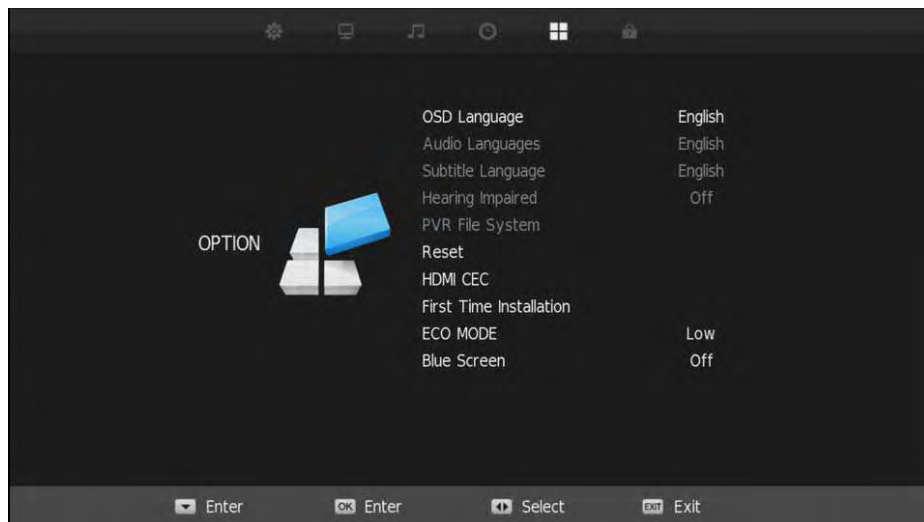 OPTION
OSD Language English
Audio Languages English
Subtitle Language English
Hearing Impaired Off
PVR File System
Reset
HDMI CEC
First Time Installation
ECO MODE Low
Blue Screen Off
Enter OK Enter Select EXIT Exit